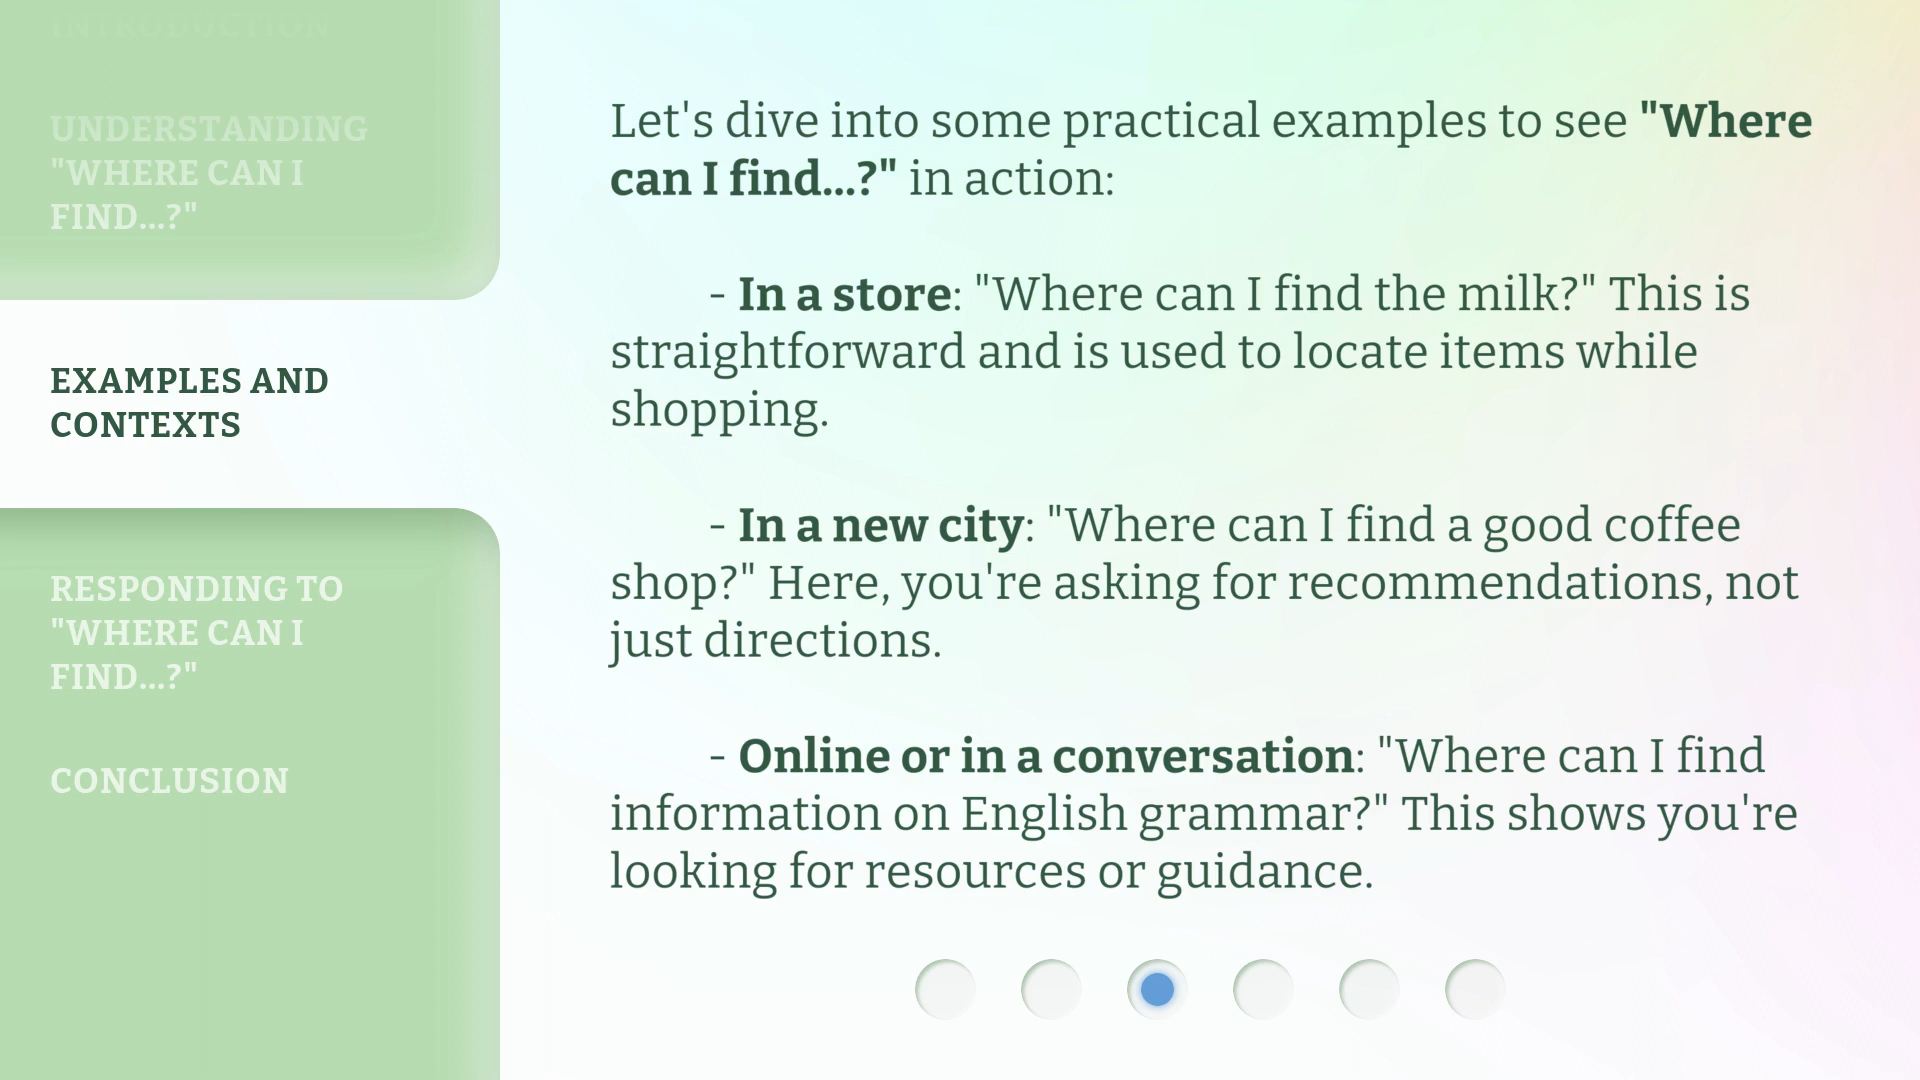 INTRODUCTION
UNDERSTANDING
"WHERE CAN I
FIND...?"
EXAMPLES AND
CONTEXTS
RESPONDING TO
"WHERE CAN I
FIND...?"
CONCLUSION
Let's dive into some practical examples to see "Where
can I find...?" in action:
- In a store: "Where can I find the milk?" This is
straightforward and is used to locate items while
shopping.
- In a new city: "Where can I find a good coffee
shop?" Here, you're asking for recommendations, not
just directions.
- Online or in a conversation: "Where can I find
information on English grammar?" This shows you're
looking for resources or guidance.